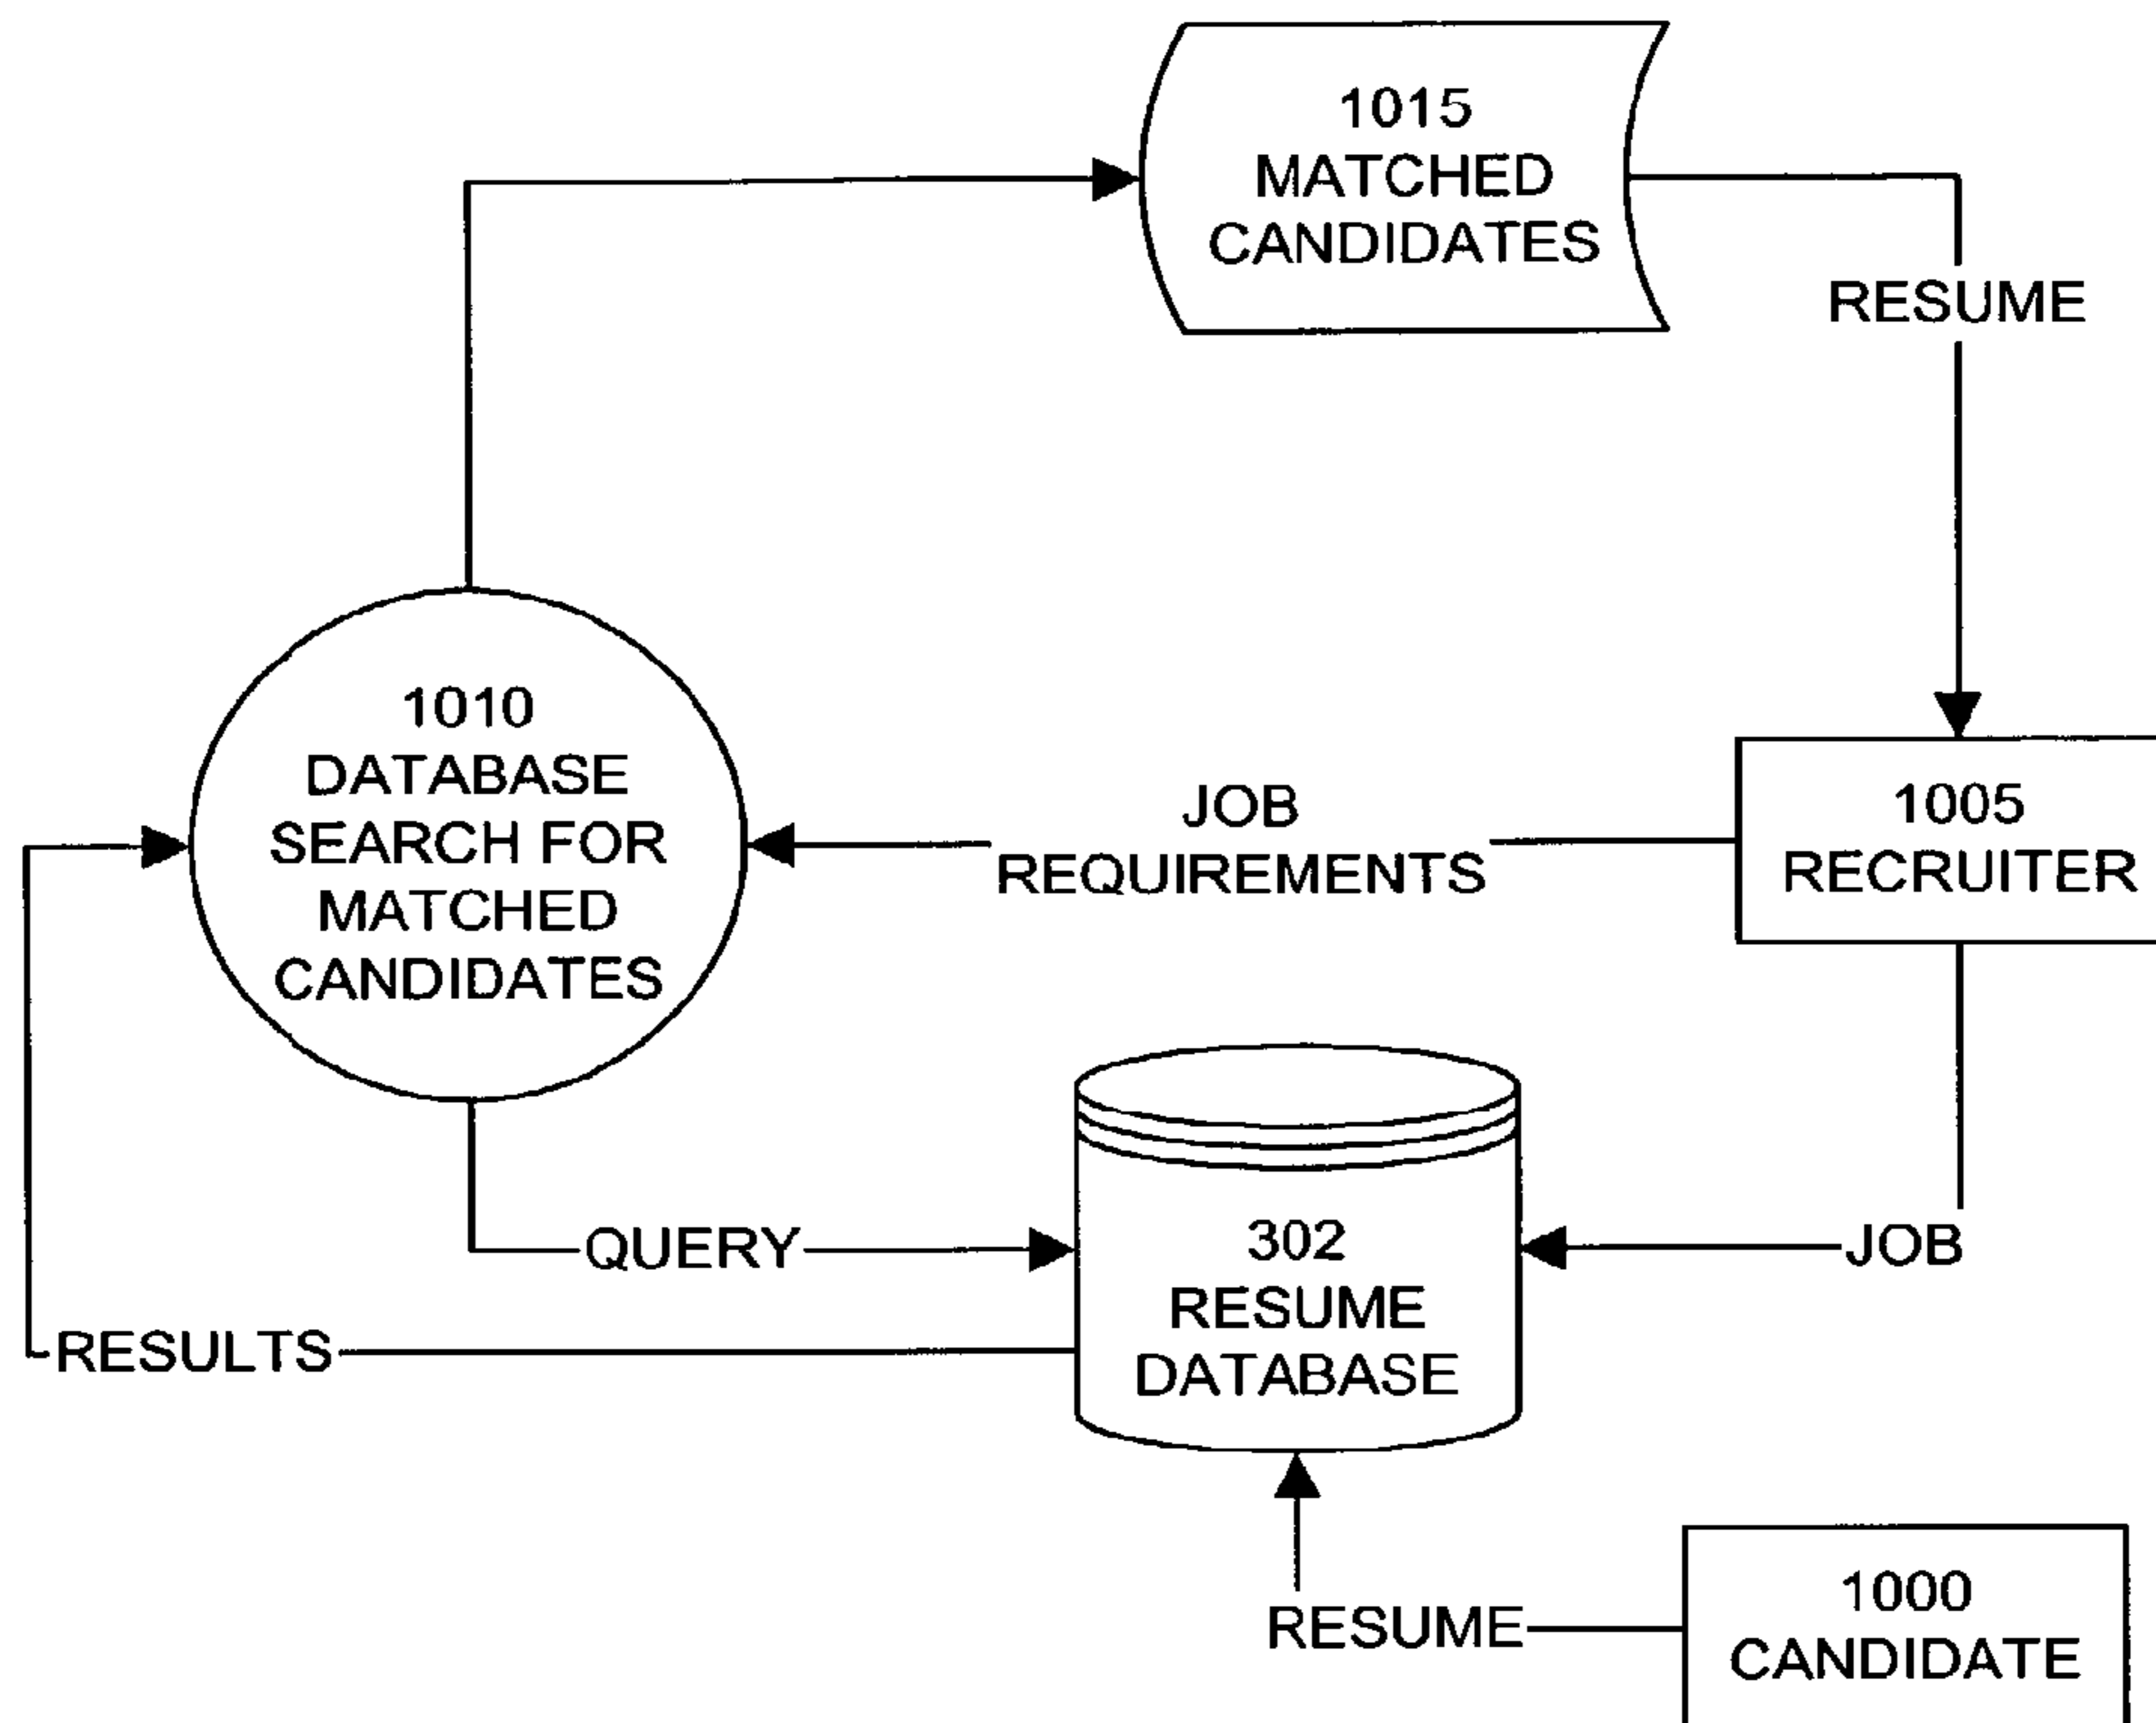 1015
MATCHED
CANDIDATES
RESUME
1010
DATABASE
SEARCH FOR
MATCHED
CANDIDATES
JOB
REQUIREMENTS
1005
RECRUITER
QUERY
302
RESUME
DATABASE
JOB
RESULTS
RESUME
1000
CANDIDATE